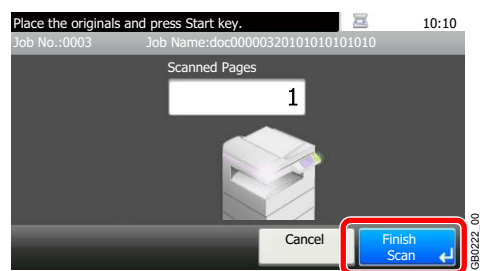 Place the originals and press Start key.
10:10
Job No.:0003
Job Name:doc00000320101010101010
Scanned Pages
1
Cancel
Finish
Scan
GB0222_00